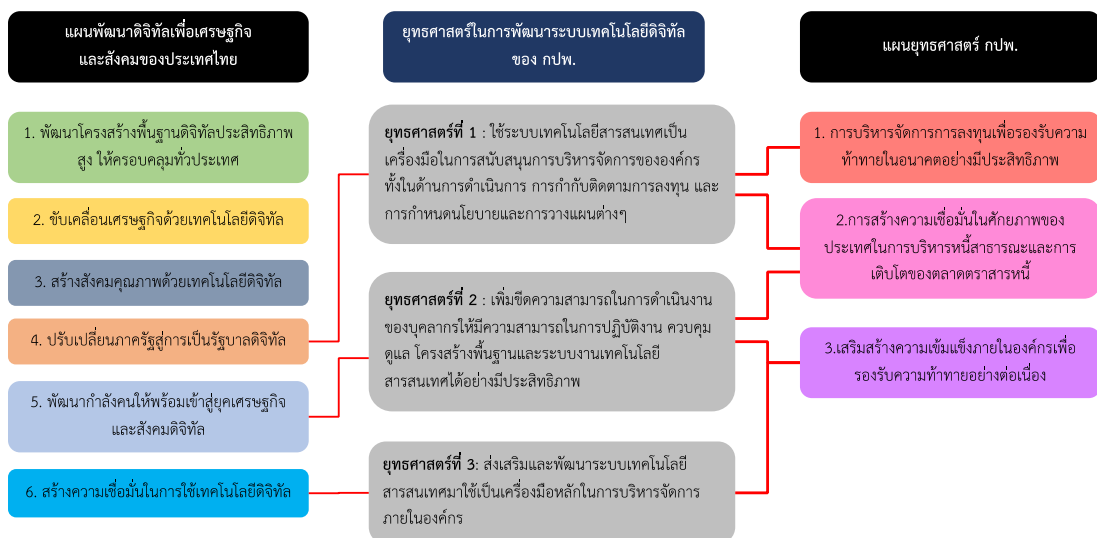 แผนพัฒนาดิจิทัลเพื่อเศรษฐกิจ
และสังคมของประเทศไทย
1. พัฒนาโครงสร้างพื้นฐานดิจิทัลประสิทธิภาพ
สูง ให้ครอบคลุมทั่วประเทศ
2. ขับเคลื่อนเศรษฐกิจด้วยเทคโนโลยีดิจิทัล
3. สร้างสังคมคุณภาพด้วยเทคโนโลยีดิจิทัล
4. ปรับเปลี่ยนภาครัฐสู่การเป็นรัฐบาลดิจิทัล
5. พัฒนากำลังคนให้พร้อมเข้าสู่ยุคเศรษฐกิจ
และสังคมดิจิทัล
6. สร้างความเชื่อมั่นในการใช้เทคโนโลยีดิจิทัล
ยุทธศาสตร์ในการพัฒนาระบบเทคโนโลยีดิจิทัล
ของ กปพ.
ยุทธศาสตร์ที่ 1 : ใช้ระบบเทคโนโลยีสารสนเทศเป็น
เครื่องมือในการสนับสนุนการบริหารจัดการขององค์กร
ทั้งในด้านการดำเนินการ การกำกับติดตามการลงทุน และ
การกำหนดนโยบายและการวางแผนต่างๆ
ยุทธศาสตร์ที่ 2 : เพิ่มขีดความสามารถในการดำเนินงาน
ของบุคลากรให้มีความสามารถในการปฏิบัติงาน ควบคุม
ดูแล โครงสร้างพื้นฐานและระบบงานเทคโนโลยี
สารสนเทศได้อย่างมีประสิทธิภาพ
ยุทธศาสตร์ที่ 3: ส่งเสริมและพัฒนาระบบเทคโนโลยี
สารสนเทศมาใช้เป็นเครื่องมือหลักในการบริหารจัดการ
ภายในองค์กร
แผนยุทธศาสตร์ กปพ.
1. การบริหารจัดการการลงทุนเพื่อรองรับความ
ท้าทายในอนาคตอย่างมีประสิทธิภาพ
2.การสร้างความเชื่อมั่นในศักยภาพของ
ประเทศในการบริหารหนี้สาธารณะและการ
เติบโตของตลาดตราสารหนี้
3.เสริมสร้างความเข้มแข็งภายในองค์กรเพื่อ
รองรับความท้าทายอย่างต่อเนื่อง